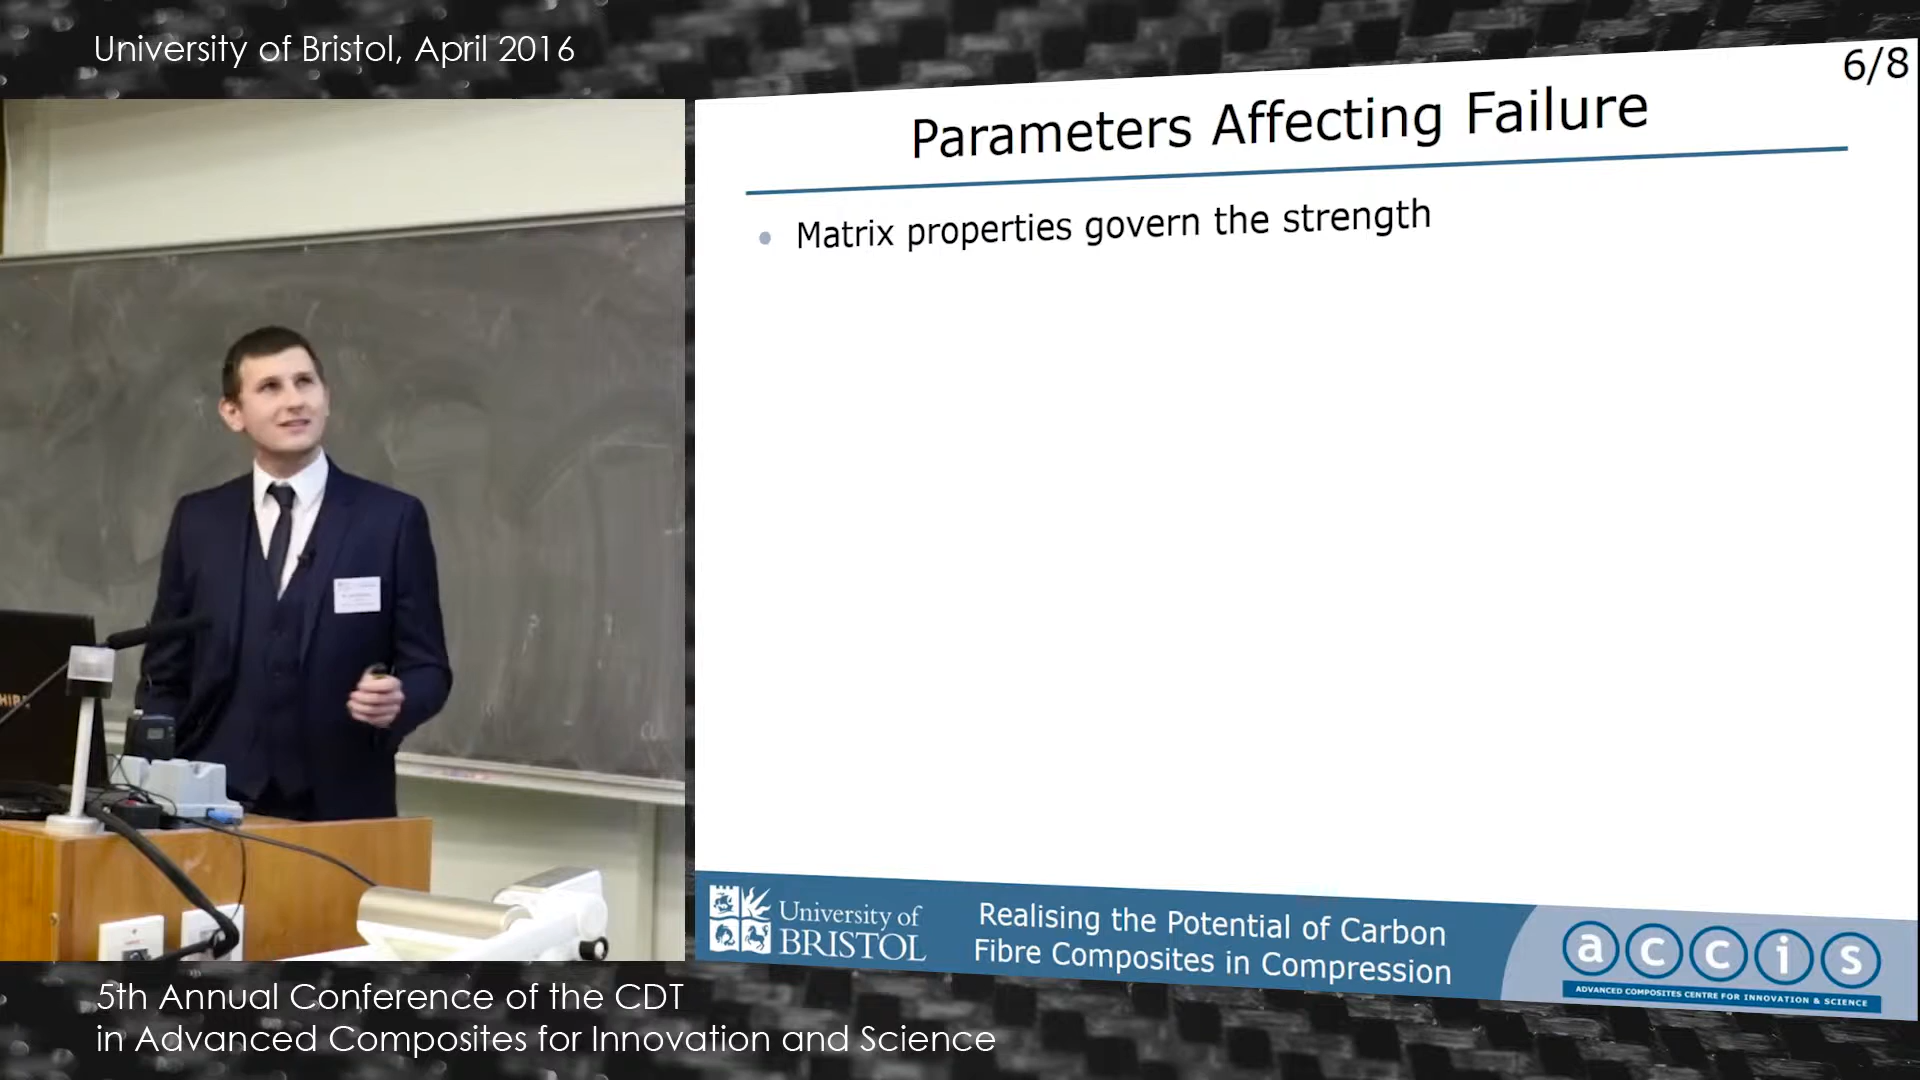 University of Bristol, April 2016
6/8
Parameters Affecting Failure
• Matrix properties govern the strength
University of
BRISTOL
Realising the Potential of Carbon
Fibre Composites in Compression
accis
ADVANCED COMPOSITES CENTRE FOR INNOVATION & SCIENCE
5th Annual Conference of the CDT
in Advanced Composites for Innovation and Science